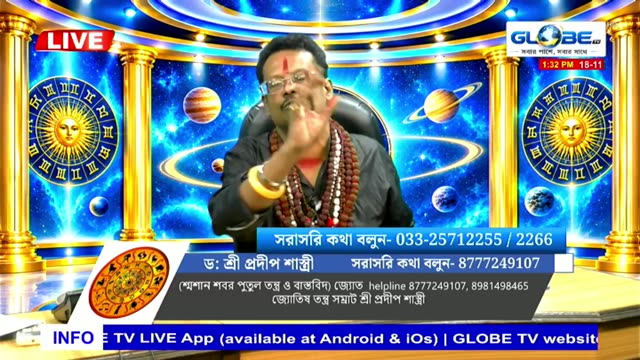 LIVE
GLOBE TV
সবার পাশে, সবার সাথে
1:32 PM 18-11
সরাসরি কথা বলুন- 033-25712255 / 2266
ড: শ্রী প্রদীপ শাস্ত্রী সরাসরি কথা বলুন- 8777249107
(শ্মশান শবর পুতুল তন্ত্র ও বাস্তবিদ) জ্যোত helpline 8777249107, 8981498465
জ্যোতিষ তন্ত্র সম্রাট শ্রী প্রদীপ শাস্ত্রী
INFO E TV LIVE App (available at Android & iOs) | GLOBE TV website